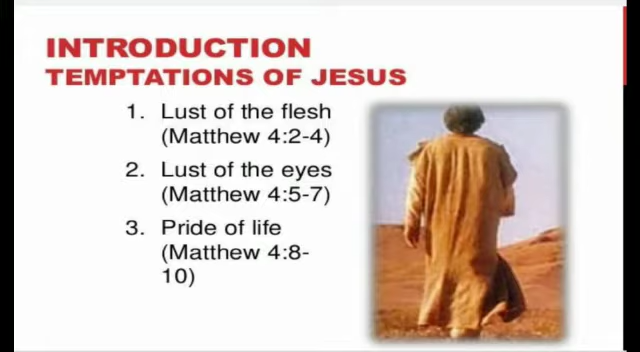 INTRODUCTION
TEMPTATIONS OF JESUS
1. Lust of the flesh
(Matthew 4:2-4)
2. Lust of the eyes
(Matthew 4:5-7)
3. Pride of life
(Matthew 4:8-
10)